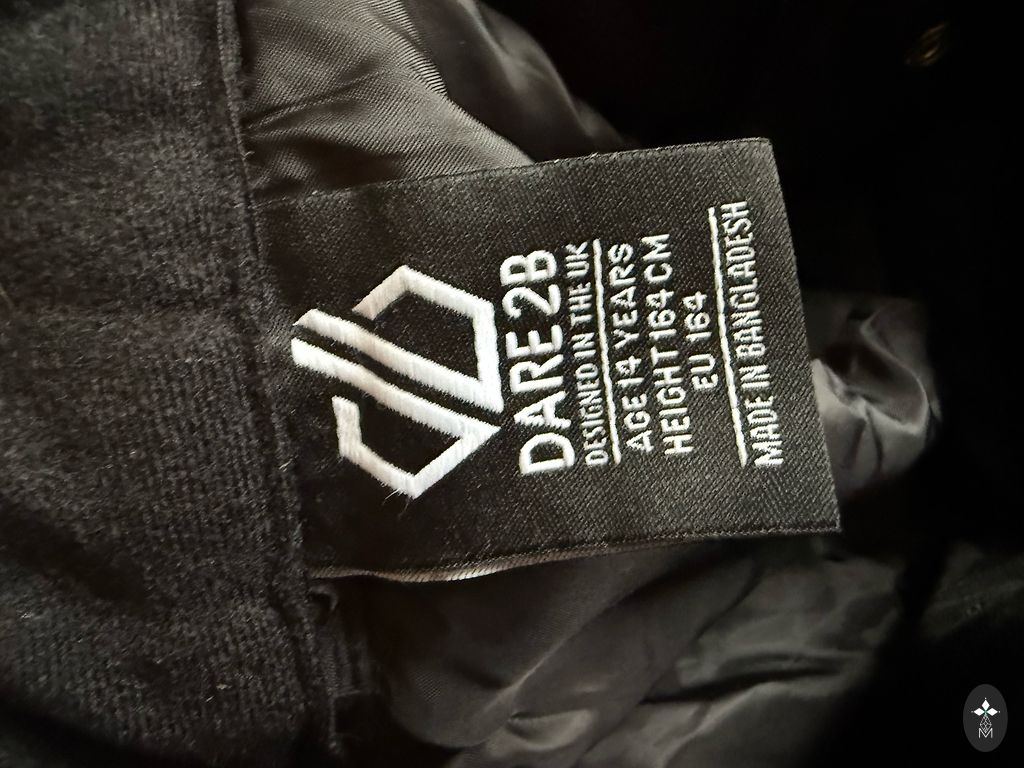 DARE 2B
DESIGNED IN THE UK
AGE 14 YEARS
HEIGHT 164 CM
EU 164
MADE IN BANGLADESH
M